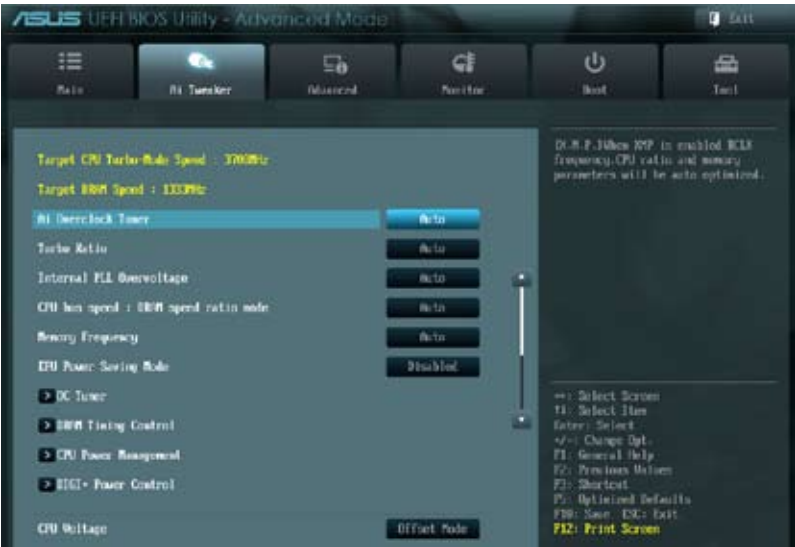 ASUS UEFI BIOS Utility - Advanced Mode
Exit
Main
Ai Tweaker
Advanced
Monitor
Boot
Tool
Target CPU Turbo-Mode Speed : 3700MHz
Target DRAM Speed : 1333MHz
Ai Overclock Tuner
Auto
Turbo Ratio
Auto
Internal PLL Overvoltage
Auto
CPU bus speed : DRAM speed ratio mode
Auto
Memory Frequency
Auto
EPU Power Saving Mode
Disabled
> OC Tuner
> DRAM Timing Control
> CPU Power Management
> DIGI+ Power Control
CPU Voltage
Offset Mode
[X.M.P.]When XMP is enabled BCLK
frequency,CPU ratio and memory
parameters will be auto optimized.
→←: Select Screen
↑↓: Select Item
Enter: Select
+/-: Change Opt.
F1: General Help
F2: Previous Values
F3: Shortcut
F5: Optimized Defaults
F10: Save ESC: Exit
F12: Print Screen